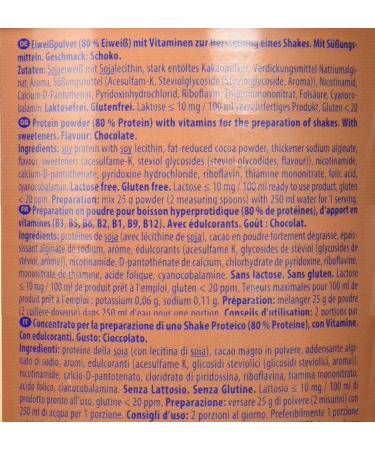 DE Eiweißpulver (80 % Eiweiß) mit Vitaminen zur Herstellung eines Shakes. Mit Süßungs-
mitteln. Geschmack: Schoko.
Zutaten: Sojaeiweiß mit Sojalecithin, stark entöltes Kakaopulver, Verdickungsmittel Natriumalgi-
nat, Aroma, Süßungsmittel (Acesulfam-K, Steviolglycoside (Steviolglycoside, Aroma)), Nicotinamid,
Calcium-D-Pantothenat, Pyridoxinhydrochlorid, Riboflavin, Thiaminmononitrat, Folsäure, Cyano-
cobalamin. Lactosefrei. Glutenfrei. Laktose ≤ 10 mg / 100 ml verzehrfertiges Produkt, Gluten < 20
EN Protein powder (80 % Protein) with vitamins for the preparation of shakes. With
sweeteners. Flavour: Chocolate.
Ingredients: soy protein with soy lecithin, fat-reduced cocoa powder, thickener sodium alginate,
flavour, sweeteners (acesulfame-K, steviol glycosides (steviol glycosides, flavour)), nicotinamide,
calcium pantothenate, pyridoxine hydrochloride, riboflavin, thiamine mononitrate, folic acid,
cyanocobalamin. Lactose free. Gluten free. Lactose ≤ 10 mg / 100 ml ready to use product, gluten
< 20 ppm. Preparation: mix 25 g powder (2 measuring spoons) with 250 ml water for 1 serving.
FR Préparation en poudre pour boisson hyperprotidique (80 % de protéines), d'apport en
vitamines (B3, B5, B6, B2, B1, B9, B12). Avec édulcorants. Goût : Chocolat.
Ingrédients: protéines de soja (avec lécithine de soja), cacao en poudre fortement dégraissé, épais-
sissant alginate de sodium, arôme, édulcorants (acésulfame K, glycosides de stéviol (glycosides de
stéviol, arôme)), nicotinamide, D-pantothénate de calcium, chlorhydrate de pyridoxine, riboflavine,
mononitrate de thiamine, acide folique, cyanocobalamine. Sans lactose. Sans gluten. Lactose
≤ 10 mg / 100 ml de produit prêt à l'emploi, gluten < 20 ppm. Teneurs maximales pour 100 ml de
produit prêt à l'emploi : potassium 0,06 g, sodium 0,11 g. Préparation: mélanger 25 g de
poudre (2 cuillères doseuses) dans 250 ml d'eau pour une portion. Conseils d'utilisation: 2 portions par
IT Concentrato per la preparazione di uno Shake Proteico (80 % Proteine), con Vitamine.
Con edulcoranti. Gusto: Cioccolato.
Ingredienti: proteine della soia (con lecitina di soia), cacao magro in polvere, addensante algi-
nato di sodio, aromi, edulcoranti (acesulfame K, glicosidi steviolici (glicosidi steviolici, aroma)),
nicotinamide, calcio-D-pantotenato, cloridrato di piridossina, riboflavina, tiamina mononitrato,
acido folico, cianocobalamina. Senza Lattosio. Senza Glutine. Lattosio ≤ 10 mg / 100 ml di
prodotto pronto all'uso, glutine < 20 ppm. Preparazione: versare 25 g di polvere (2 misurini) con
250 ml di acqua per 1 porzione. Consigli d'uso: 2 porzioni al giorno. Preferibilmente 1 porzione